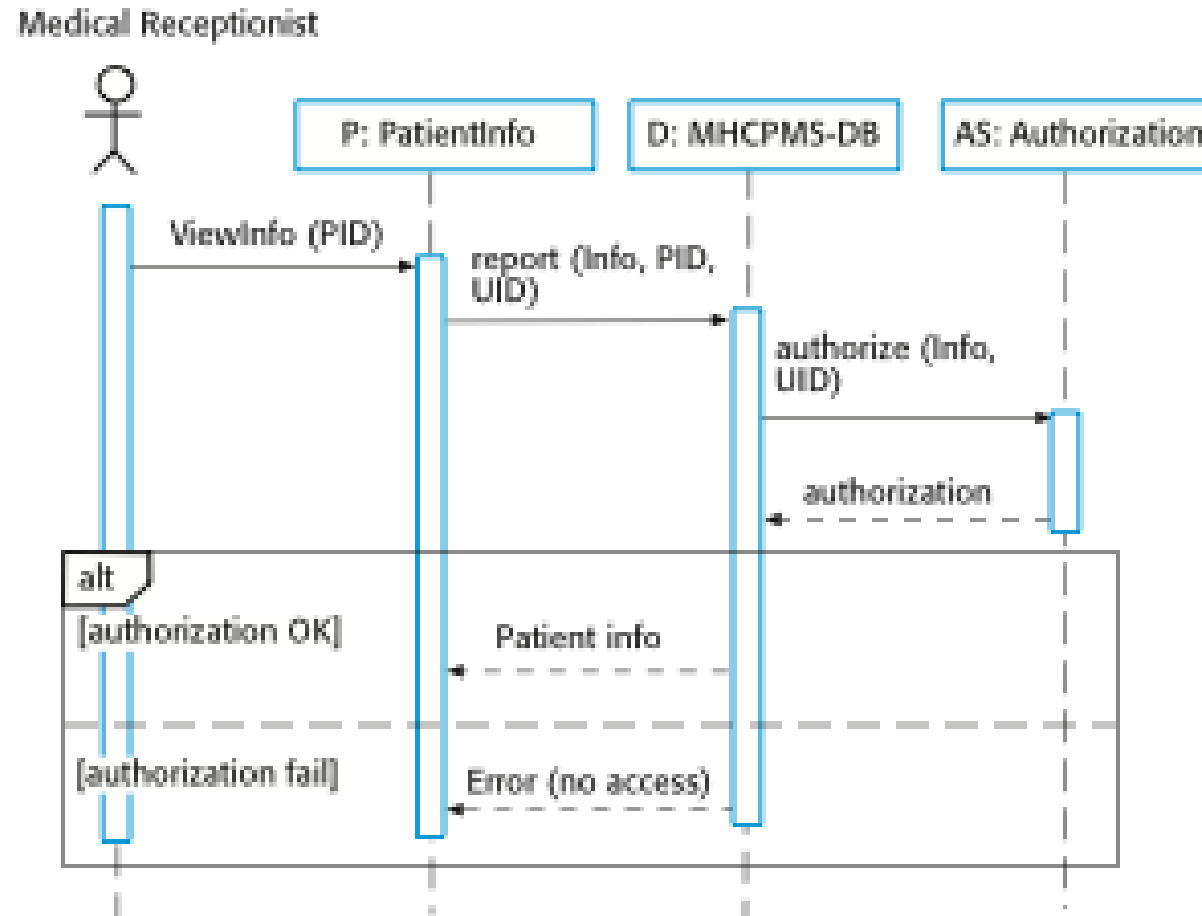 Medical Receptionist
P: PatientInfo
D: MHCPMS-DB
AS: Authorization
ViewInfo (PID)
report (Info, PID,
UID)
authorize (Info,
UID)
authorization
alt
[authorization OK]
Patient info
[authorization fail]
Error (no access)